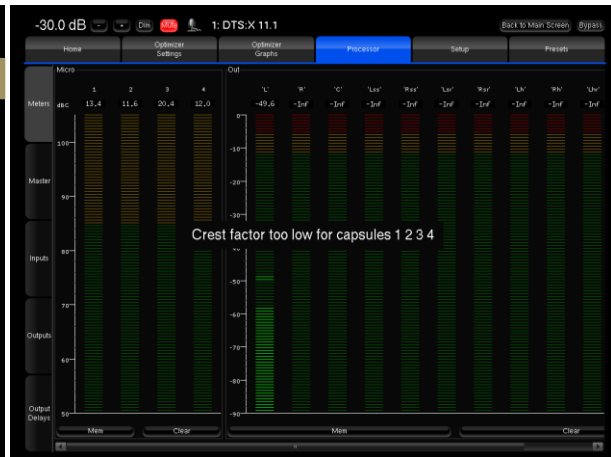 -30.0 dB - + Dim Mute 1: DTS:X 11.1 Back to Main Screen Bypass
Home Optimizer Settings Optimizer Graphs Processor Setup Presets
Meters
Master
Inputs
Outputs
Output Delays
Micro
1 2 3 4
dBC 13.4 11.6 20.4 12.0
100
90
80
70
60
50
Mem Clear
Out
'L' 'R' 'C' 'Lss' 'Rss' 'Lsr' 'Rsr' 'Lh' 'Rh' 'Lhr'
-49.6 -Inf -Inf -Inf -Inf -Inf -Inf -Inf -Inf -Inf
0
-10
-20
-30
-50
-60
-70
-80
-90
Mem Clear
Crest factor too low for capsules 1 2 3 4